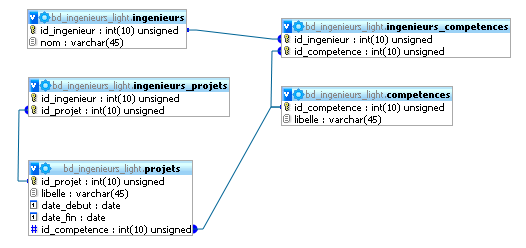 bd_ingenieurs_light.ingenieurs
id_ingenieur : int(10) unsigned
nom : varchar(45)
bd_ingenieurs_light.ingenieurs_competences
id_ingenieur : int(10) unsigned
id_competence : int(10) unsigned
bd_ingenieurs_light.ingenieurs_projets
id_ingenieur : int(10) unsigned
id_projet : int(10) unsigned
bd_ingenieurs_light.competences
id_competence : int(10) unsigned
libelle : varchar(45)
bd_ingenieurs_light.projets
id_projet : int(10) unsigned
libelle : varchar(45)
date_debut : date
date_fin : date
id_competence : int(10) unsigned